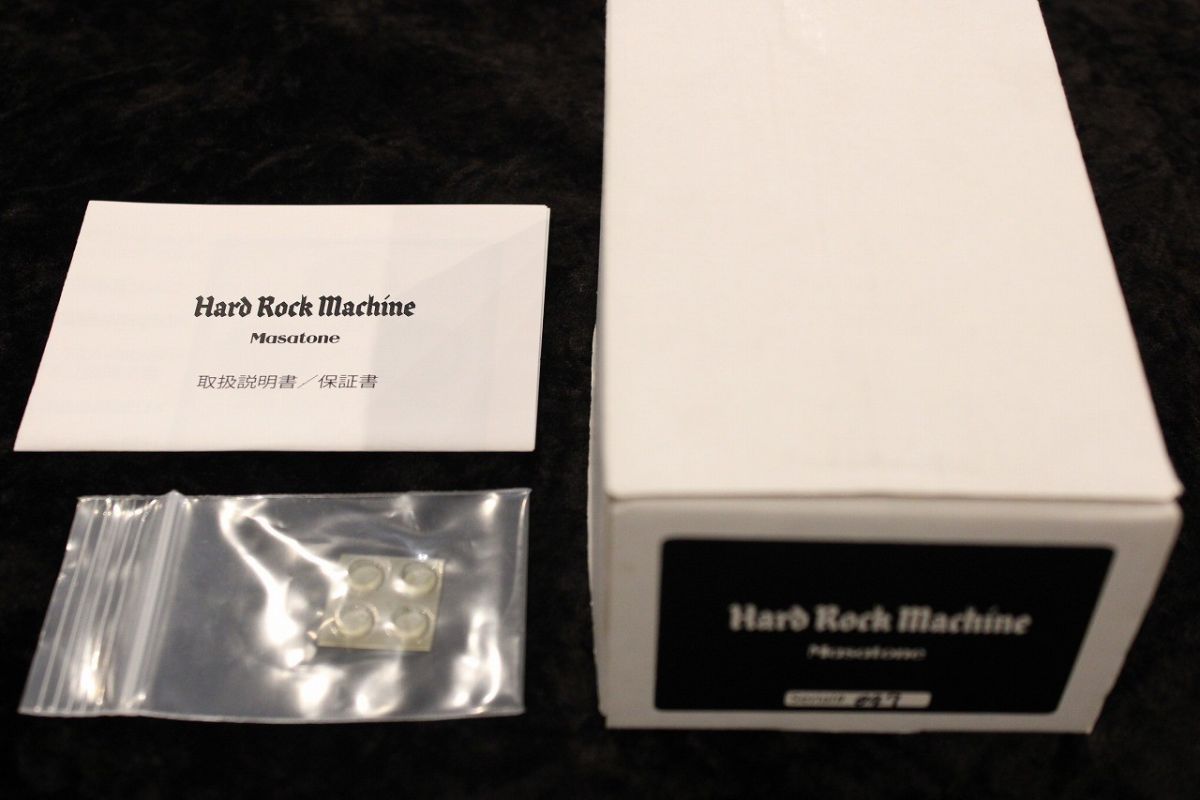 Hard Rock Machine
Masatone
取扱説明書／保証書
Hard Rock Machine
Masatone